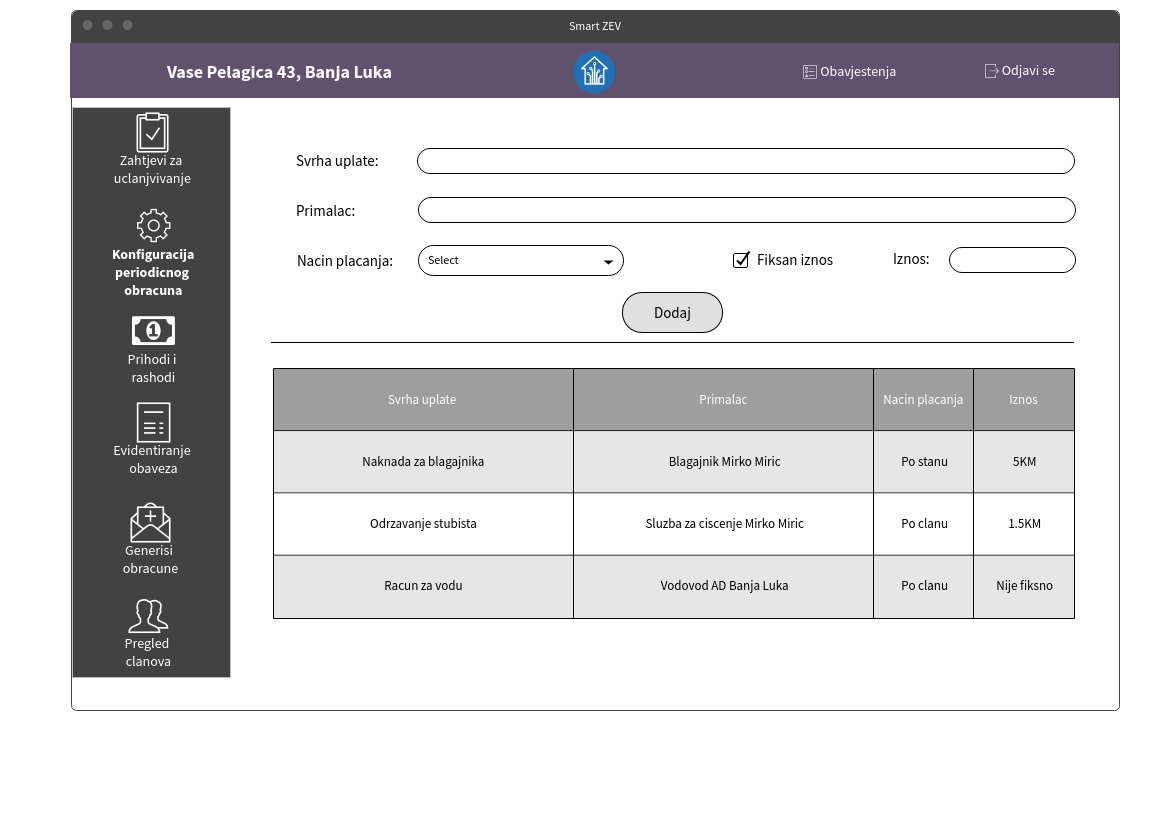 Smart ZEV
Vase Pelagica 43, Banja Luka
Obavjestenja
Odjavi se
Zahtjevi za
uclanjvivanje
Konfiguracija
periodicnog
obracuna
1
Prihodi i
rashodi
Evidentiranje
obaveza
Generisi
obracune
Pregled
clanova
Svrha uplate:
Primalac:
Nacin placanja: Select Fiksan iznos Iznos:
Dodaj
Svrha uplate Primalac Nacin placanja Iznos
Naknada za blagajnika Blagajnik Mirko Miric Po stanu 5KM
Odrzavanje stubista Sluzba za ciscenje Mirko Miric Po clanu 1.5KM
Racun za vodu Vodovod AD Banja Luka Po clanu Nije fiksno